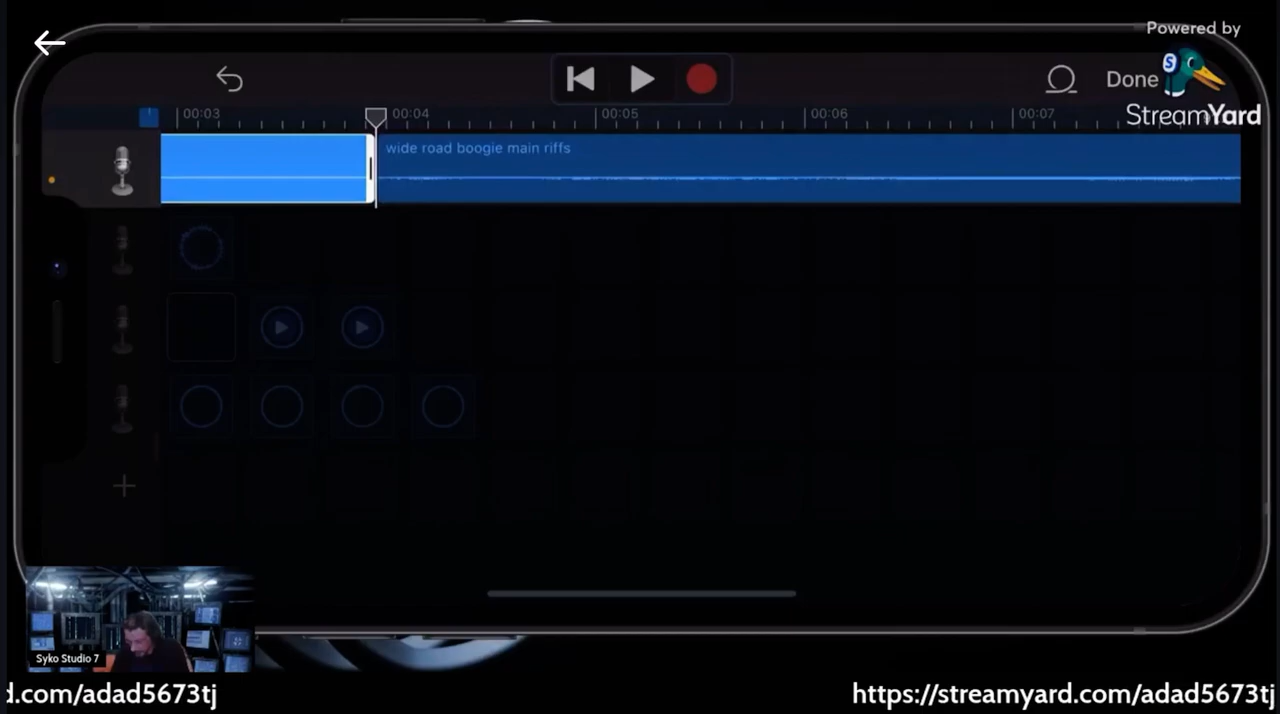 Powered by
Done
StreamYard
00:03
00:04
00:05
00:06
00:07
wide road boogie main riffs
Syko Studio 7
d.com/adad5673tj
https://streamyard.com/adad5673tj